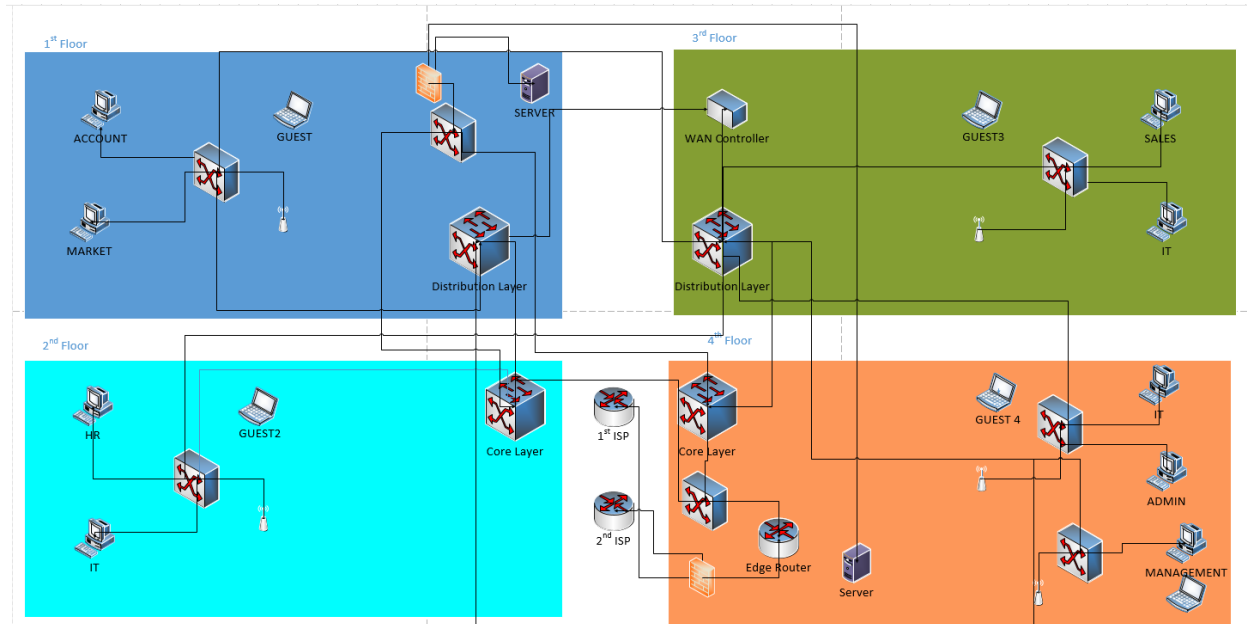 1st Floor
ACCOUNT
GUEST
SERVER
MARKET
Distribution Layer
3rd Floor
WAN Controller
GUEST3
SALES
IT
Distribution Layer
2nd Floor
HR
GUEST2
IT
Core Layer
1st ISP
2nd ISP
4th Floor
Core Layer
GUEST 4
IT
ADMIN
Edge Router
Server
MANAGEMENT